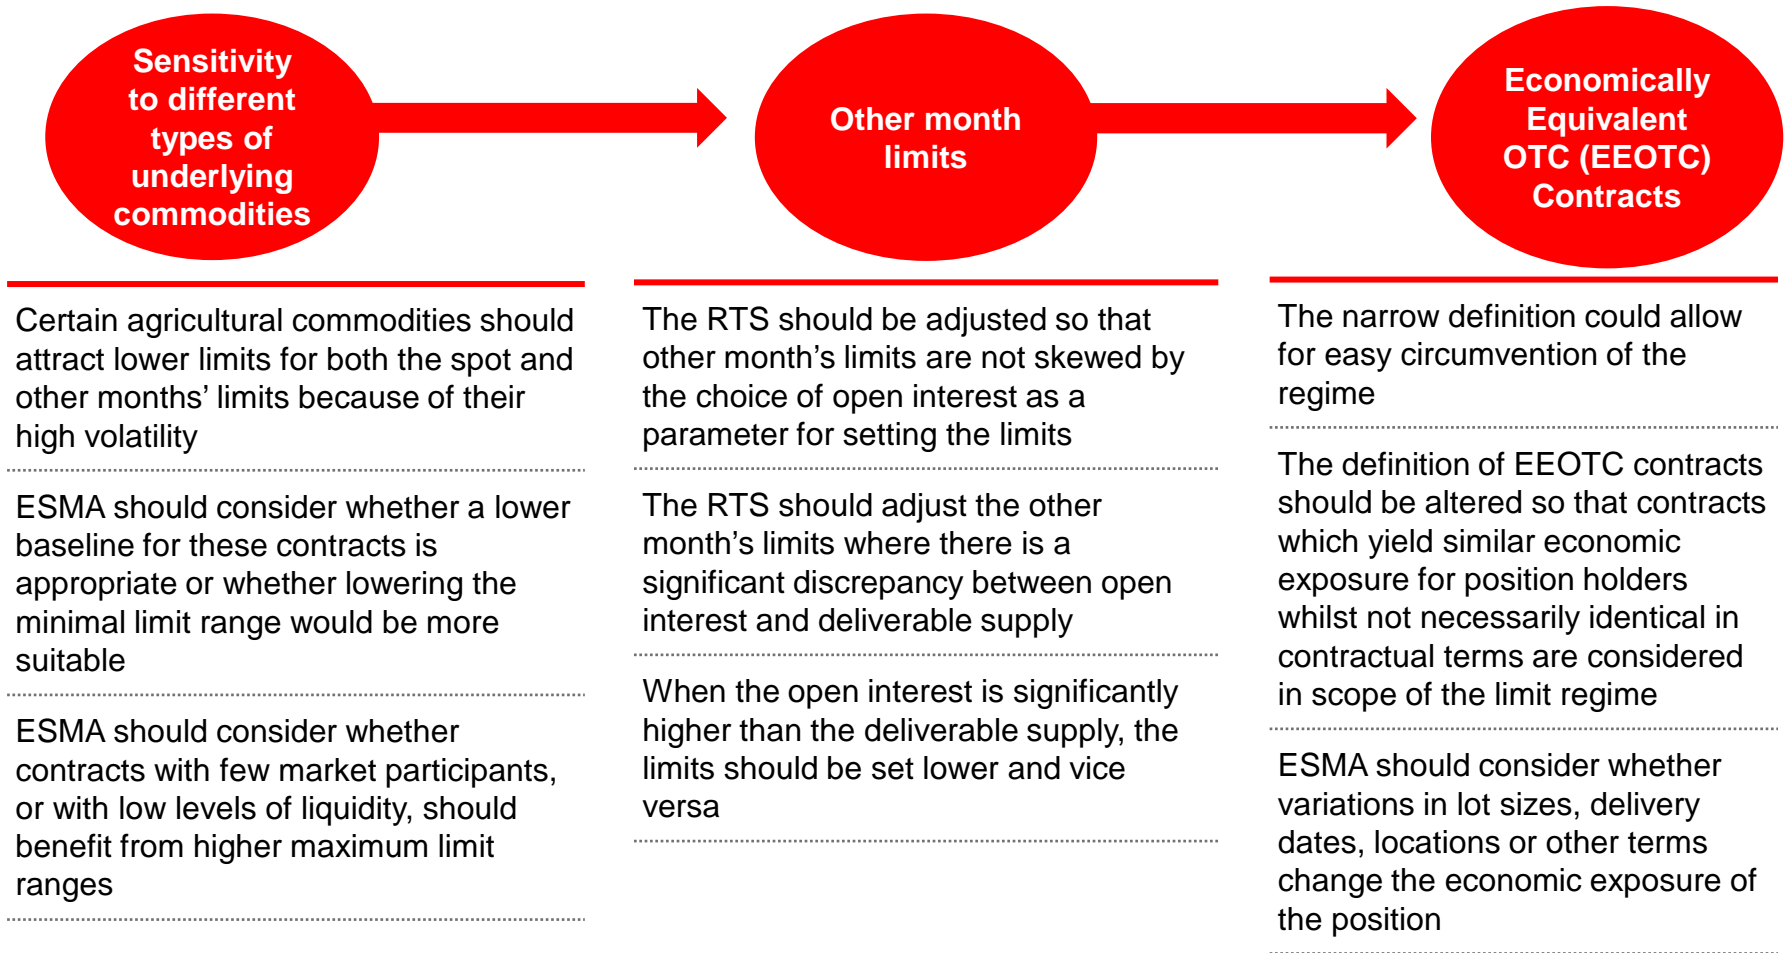 Sensitivity
to different
types of
underlying
commodities
Other month
limits
Economically
Equivalent
OTC (EEOTC)
Contracts
Certain agricultural commodities should
attract lower limits for both the spot and
other months’ limits because of their
high volatility
ESMA should consider whether a lower
baseline for these contracts is
appropriate or whether lowering the
minimal limit range would be more
suitable
ESMA should consider whether
contracts with few market participants,
or with low levels of liquidity, should
benefit from higher maximum limit
ranges
The RTS should be adjusted so that
other month’s limits are not skewed by
the choice of open interest as a
parameter for setting the limits
The RTS should adjust the other
month’s limits where there is a
significant discrepancy between open
interest and deliverable supply
When the open interest is significantly
higher than the deliverable supply, the
limits should be set lower and vice
versa
The narrow definition could allow
for easy circumvention of the
regime
The definition of EEOTC contracts
should be altered so that contracts
which yield similar economic
exposure for position holders
whilst not necessarily identical in
contractual terms are considered
in scope of the limit regime
ESMA should consider whether
variations in lot sizes, delivery
dates, locations or other terms
change the economic exposure of
the position